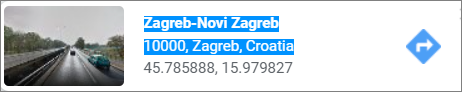 Zagreb-Novi Zagreb
10000, Zagreb, Croatia
45.785888, 15.979827